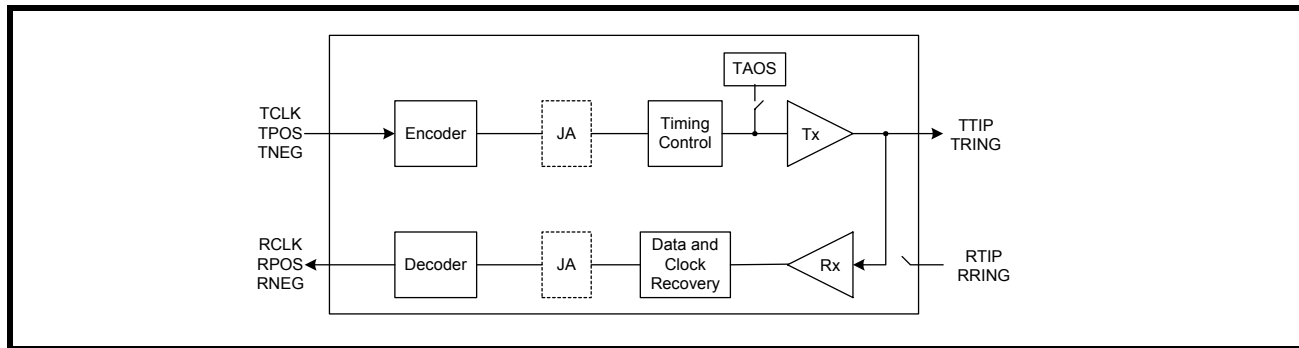 TAOS
TCLK
TPOS
TNEG
Encoder
JA
Timing
Control
Tx
TTIP
TRING
RCLK
RPOS
RNEG
Decoder
JA
Data and
Clock
Recovery
Rx
RTIP
RRING